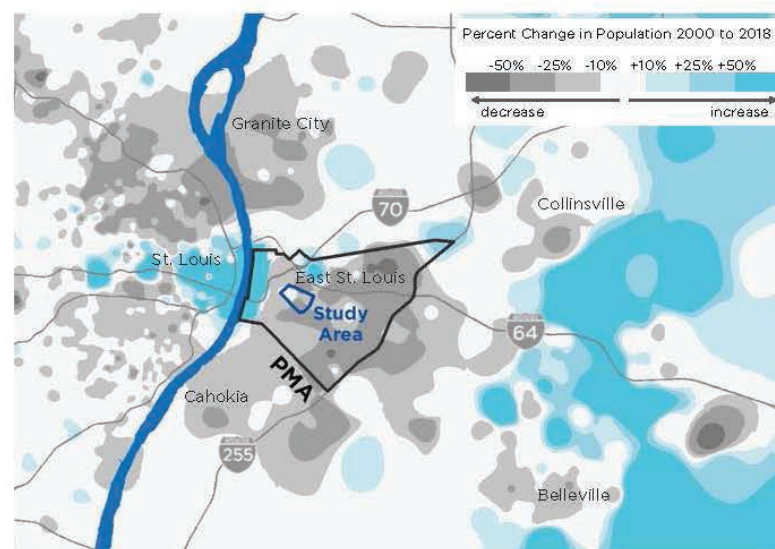 Percent Change in Population 2000 to 2018
-50% -25% -10% +10% +25% +50%
decrease increase
Granite City
70
Collinsville
St. Louis
East St. Louis
Study
Area
64
PMA
Cahokia
255
Belleville